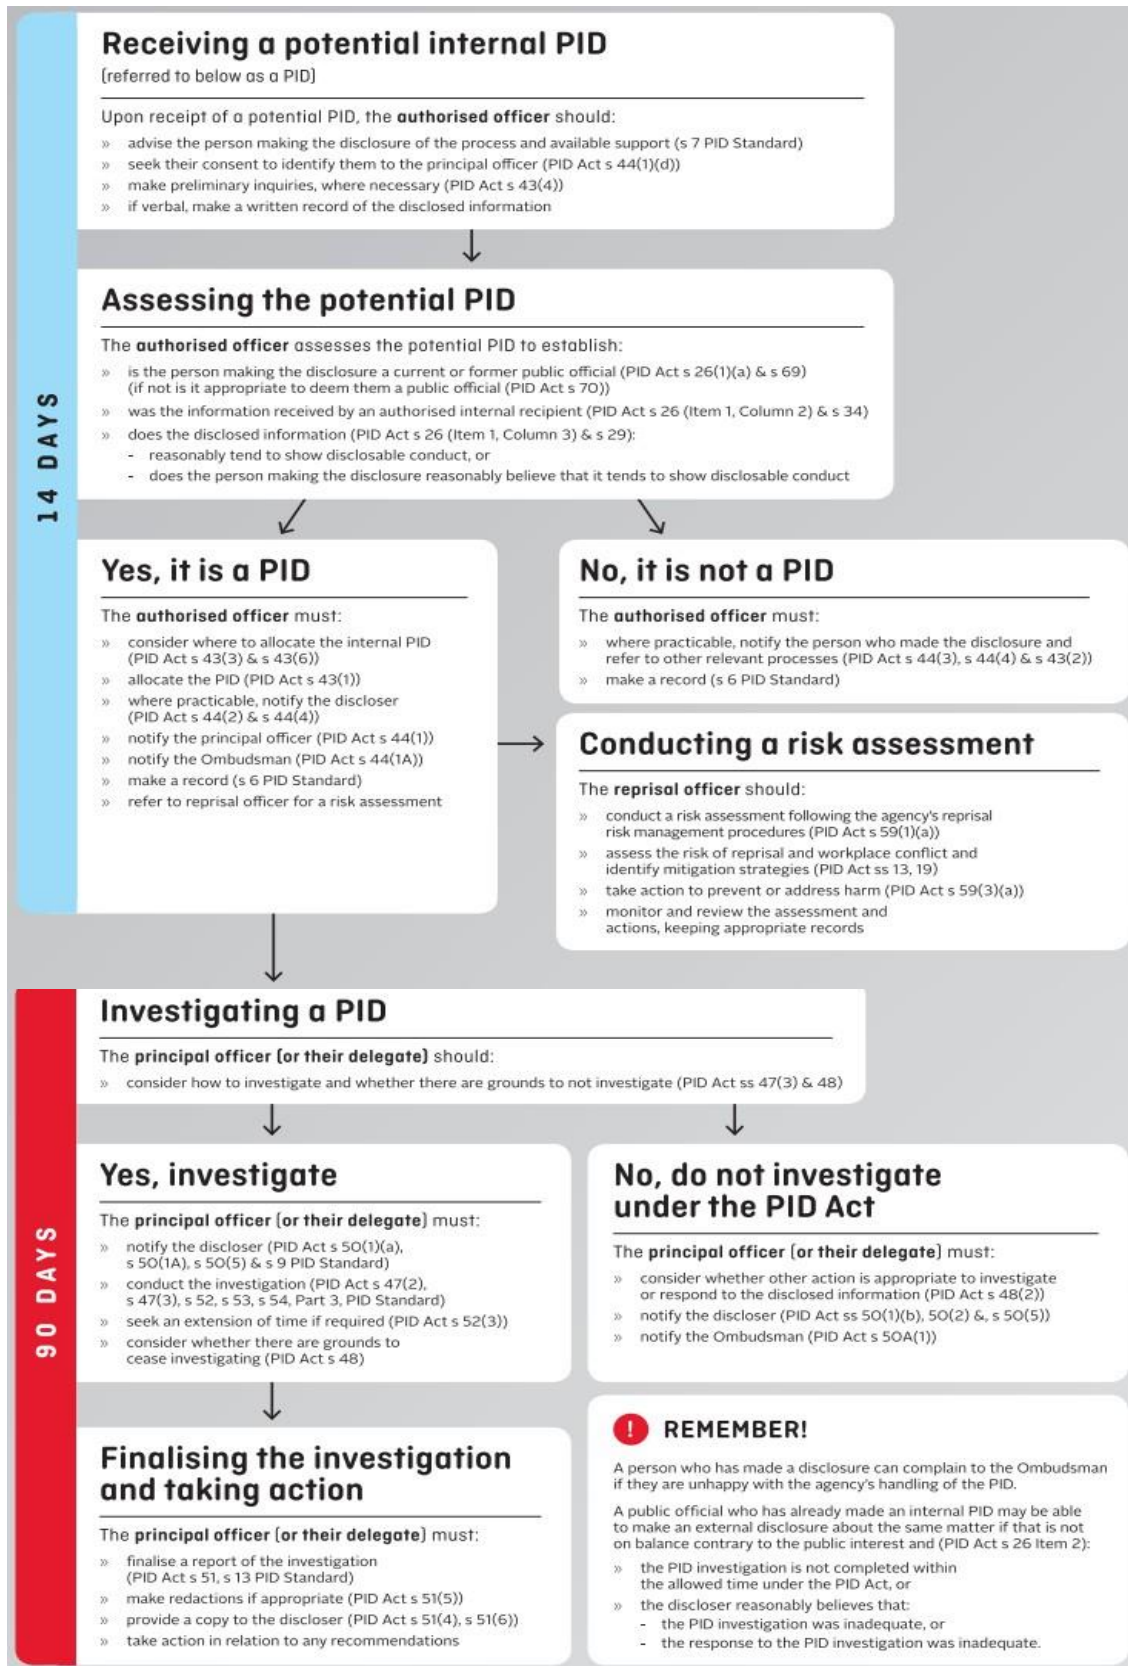 Receiving a potential internal PID
(referred to below as a PID)
Upon receipt of a potential PID, the authorised officer should:
» advise the person making the disclosure of the process and available support (s 7 PID Standard)
» seek their consent to identify them to the principal officer (PID Act s 44(1)(d))
» make preliminary inquiries, where necessary (PID Act s 43(4))
» if verbal, make a written record of the disclosed information
14 DAYS
Assessing the potential PID
The authorised officer assesses the potential PID to establish:
» is the person making the disclosure a current or former public official (PID Act s 26(1)(a) & s 69)
(if not is it appropriate to deem them a public official (PID Act s 70))
» was the information received by an authorised internal recipient (PID Act s 26 (Item 1, Column 2) & s 34)
» does the disclosed information (PID Act s 26 (Item 1, Column 3) & s 29):
- reasonably tend to show disclosable conduct, or
- does the person making the disclosure reasonably believe that it tends to show disclosable conduct
Yes, it is a PID
The authorised officer must:
» consider where to allocate the internal PID
(PID Act s 43(3) & s 43(6))
» allocate the PID (PID Act s 43(1))
» where practicable, notify the discloser
(PID Act s 44(2) & s 44(4))
» notify the principal officer (PID Act s 44(1))
» notify the Ombudsman (PID Act s 44(1A))
» make a record (s 6 PID Standard)
» refer to reprisal officer for a risk assessment
No, it is not a PID
The authorised officer must:
» where practicable, notify the person who made the disclosure and
refer to other relevant processes (PID Act s 44(3), s 44(4) & s 43(2))
» make a record (s 6 PID Standard)
Conducting a risk assessment
The reprisal officer should:
» conduct a risk assessment following the agency's reprisal
risk management procedures (PID Act s 59(1)(a))
» assess the risk of reprisal and workplace conflict and
identify mitigation strategies (PID Act ss 13, 19)
» take action to prevent or address harm (PID Act s 59(3)(a))
» monitor and review the assessment and
actions, keeping appropriate records
90 DAYS
Investigating a PID
The principal officer (or their delegate) should:
» consider how to investigate and whether there are grounds to not investigate (PID Act ss 47(3) & 48)
Yes, investigate
The principal officer (or their delegate) must:
» notify the discloser (PID Act s 50(1)(a),
s 50(1A), s 50(5) & s 9 PID Standard)
» conduct the investigation (PID Act s 47(2),
s 47(3), s 52, s 53, s 54, Part 3, PID Standard)
» seek an extension of time if required (PID Act s 52(3))
» consider whether there are grounds to
cease investigating (PID Act s 48)
No, do not investigate
under the PID Act
The principal officer (or their delegate) must:
» consider whether other action is appropriate to investigate
or respond to the disclosed information (PID Act s 48(2))
» notify the discloser (PID Act ss 50(1)(b), 50(2) &, s 50(5))
» notify the Ombudsman (PID Act s 50A(1))
Finalising the investigation
and taking action
The principal officer (or their delegate) must:
» finalise a report of the investigation
(PID Act s 51, s 13 PID Standard)
» make redactions if appropriate (PID Act s 51(5))
» provide a copy to the discloser (PID Act s 51(4), s 51(6))
» take action in relation to any recommendations
! REMEMBER!
A person who has made a disclosure can complain to the Ombudsman
if they are unhappy with the agency's handling of the PID.
A public official who has already made an internal PID may be able
to make an external disclosure about the same matter if that is not
on balance contrary to the public interest and (PID Act s 26 Item 2):
» the PID investigation is not completed within
the allowed time under the PID Act, or
» the discloser reasonably believes that:
- the PID investigation was inadequate, or
- the response to the PID investigation was inadequate.